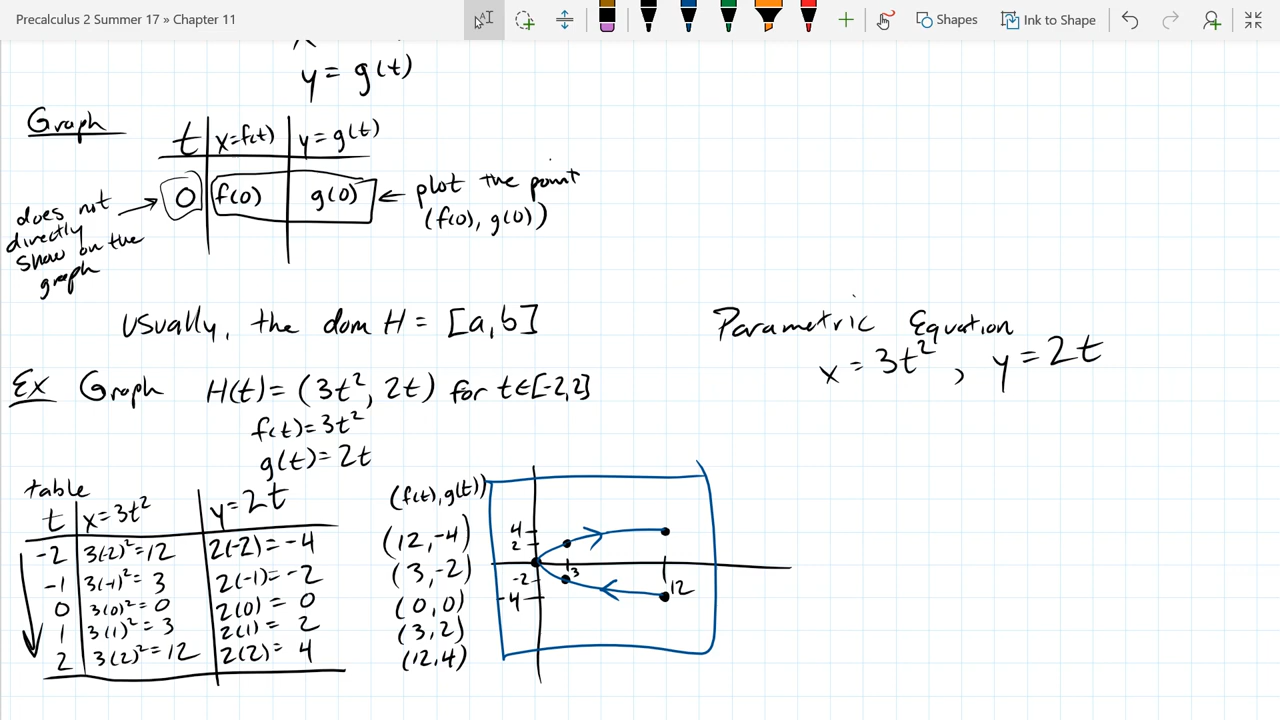 Precalculus 2 Summer 17 » Chapter 11
Shapes
Ink to Shape
y = g(t)
Graph
t x=f(t) y=g(t)
0 f(0) g(0)
does not
directly
show on the
graph
← plot the point
(f(0), g(0))
Usually, the dom H = [a,b]
Parametric Equation
x = 3t², y = 2t
Ex Graph H(t) = (3t², 2t) for t∈[-2,2]
f(t) = 3t²
g(t) = 2t
table
t x=3t² y=2t
-2 3(-2)²=12 2(-2)=-4
-1 3(-1)²=3 2(-1)=-2
0 3(0)²=0 2(0)=0
1 3(1)²=3 2(1)=2
2 3(2)²=12 2(2)=4
(f(t), g(t))
(12,-4)
(3,-2)
(0,0)
(3,2)
(12,4)
4
2
3
-2
-4
12